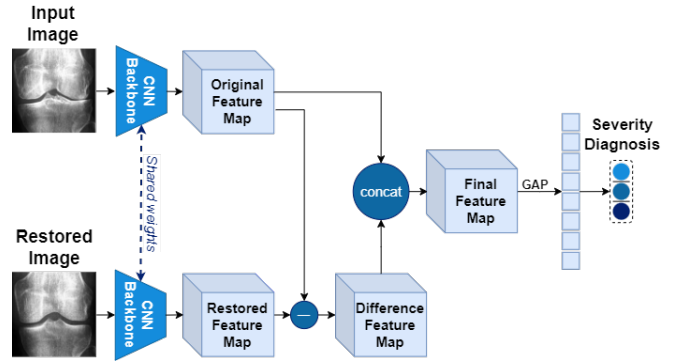 Input
Image
CNN
Backbone
Original
Feature
Map
Shared weights
concat
Final
Feature
Map
GAP
Severity
Diagnosis
Restored
Image
CNN
Backbone
Restored
Feature
Map
—
Difference
Feature
Map